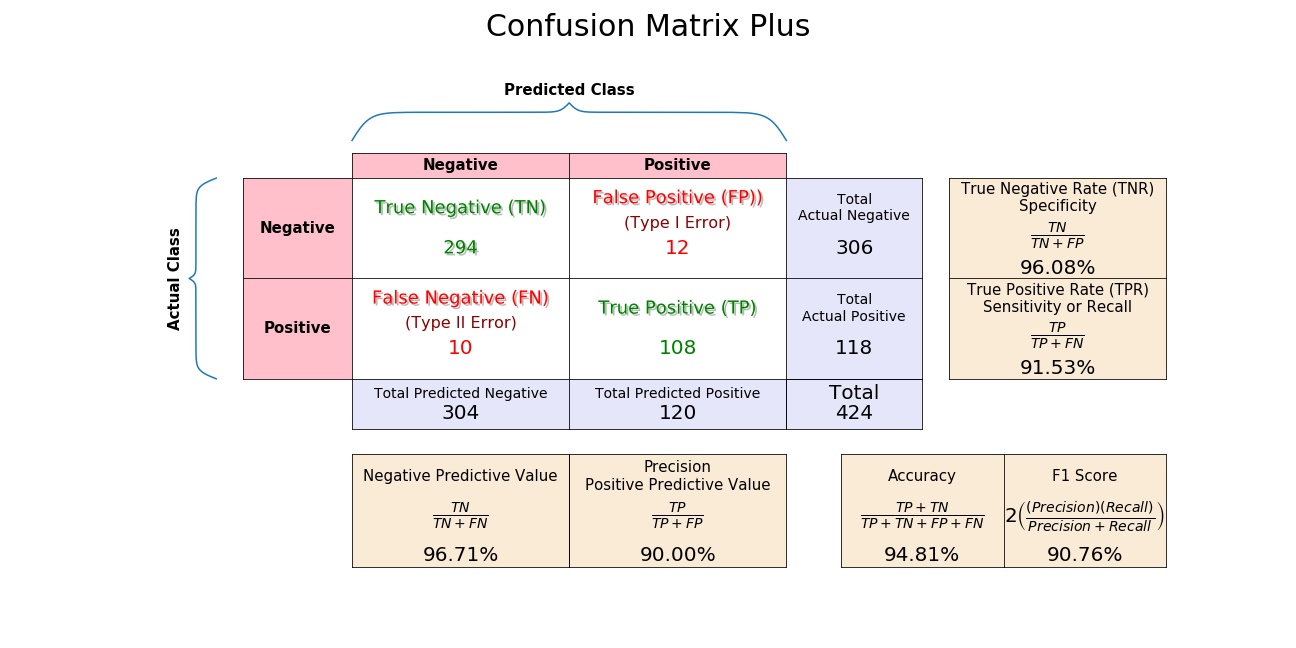 Confusion Matrix Plus
Predicted Class
Negative
Positive
Actual Class
Negative
True Negative (TN)
294
False Positive (FP))
(Type I Error)
12
Total
Actual Negative
306
True Negative Rate (TNR)
Specificity
TN
TN + FP
96.08%
Positive
False Negative (FN)
(Type II Error)
10
True Positive (TP)
108
Total
Actual Positive
118
True Positive Rate (TPR)
Sensitivity or Recall
TP
TP + FN
91.53%
Total Predicted Negative
304
Total Predicted Positive
120
Total
424
Negative Predictive Value
TN
TN + FN
96.71%
Precision
Positive Predictive Value
TP
TP + FP
90.00%
Accuracy
TP + TN
TP + TN + FP + FN
94.81%
F1 Score
2((Precision)(Recall)
Precision + Recall)
90.76%